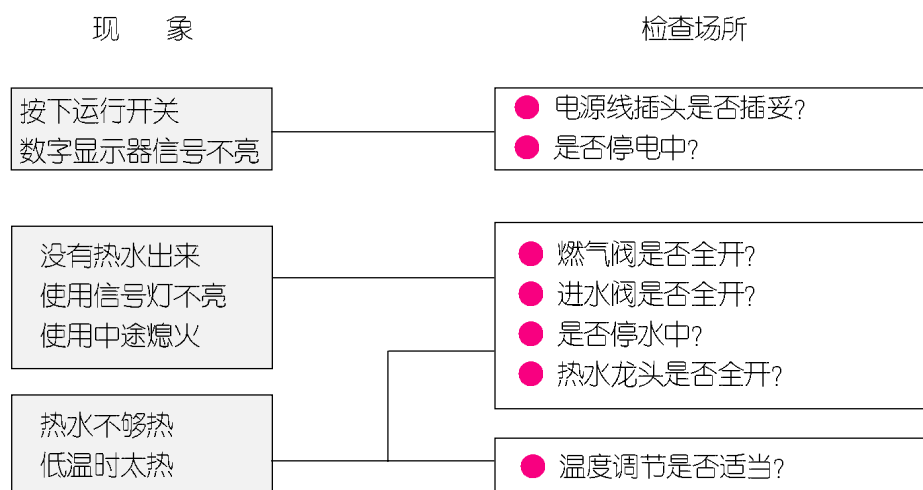 现 象
检查场所
按下运行开关
数字显示器信号不亮
电源线插头是否插妥?
是否停电中?
没有热水出来
使用信号灯不亮
使用中途熄火
燃气阀是否全开?
进水阀是否全开?
是否停水中?
热水龙头是否全开?
热水不够热
低温时太热
温度调节是否适当?